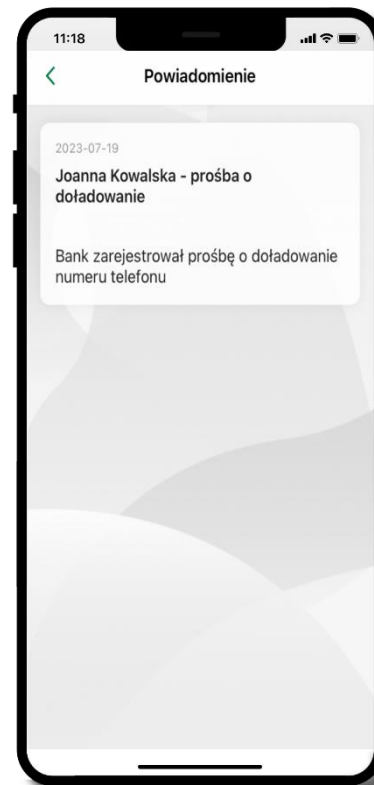 11:18
Powiadomienie
2023-07-19
Joanna Kowalska - prośba o
doładowanie
Bank zarejestrował prośbę o doładowanie
numeru telefonu